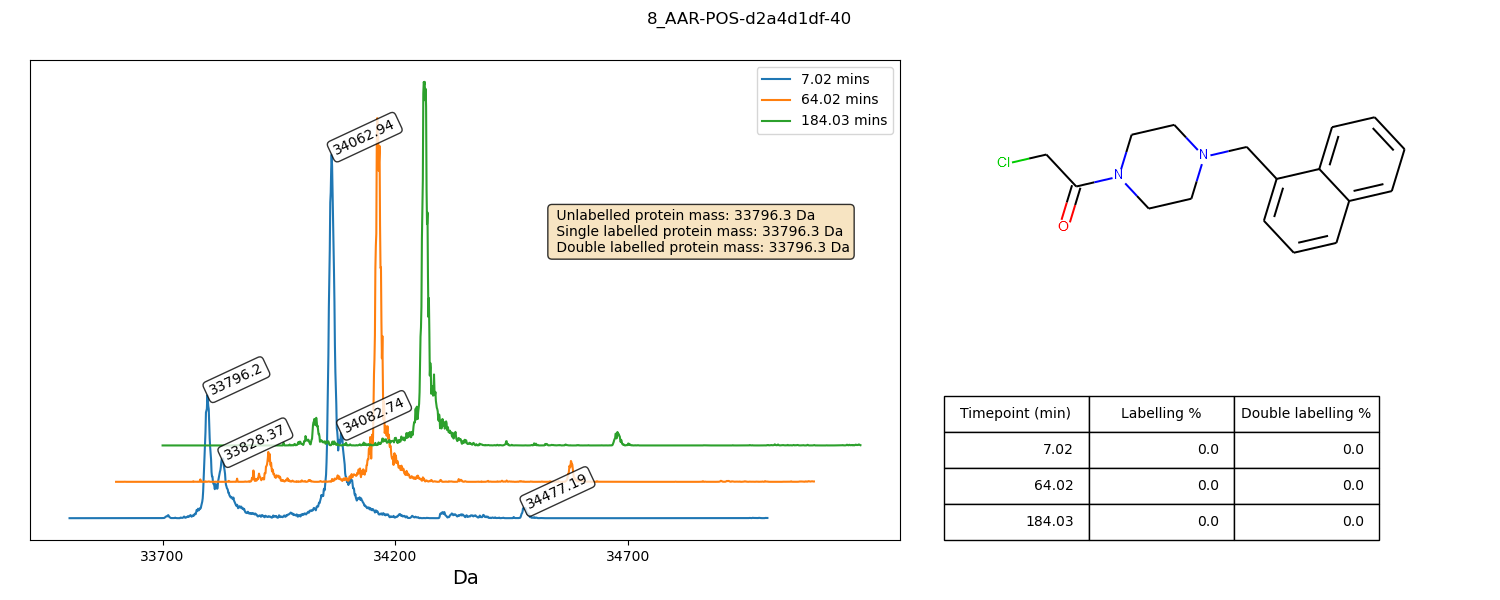 8_AAR-POS-d2a4d1df-40
7.02 mins
64.02 mins
184.03 mins
34062.94
33796.2
33828.37
34082.74
34477.19
Unlabelled protein mass: 33796.3 Da
Single labelled protein mass: 33796.3 Da
Double labelled protein mass: 33796.3 Da
33700 34200 34700
Da
Cl N N O
Timepoint (min) Labelling % Double labelling %
7.02 0.0 0.0
64.02 0.0 0.0
184.03 0.0 0.0